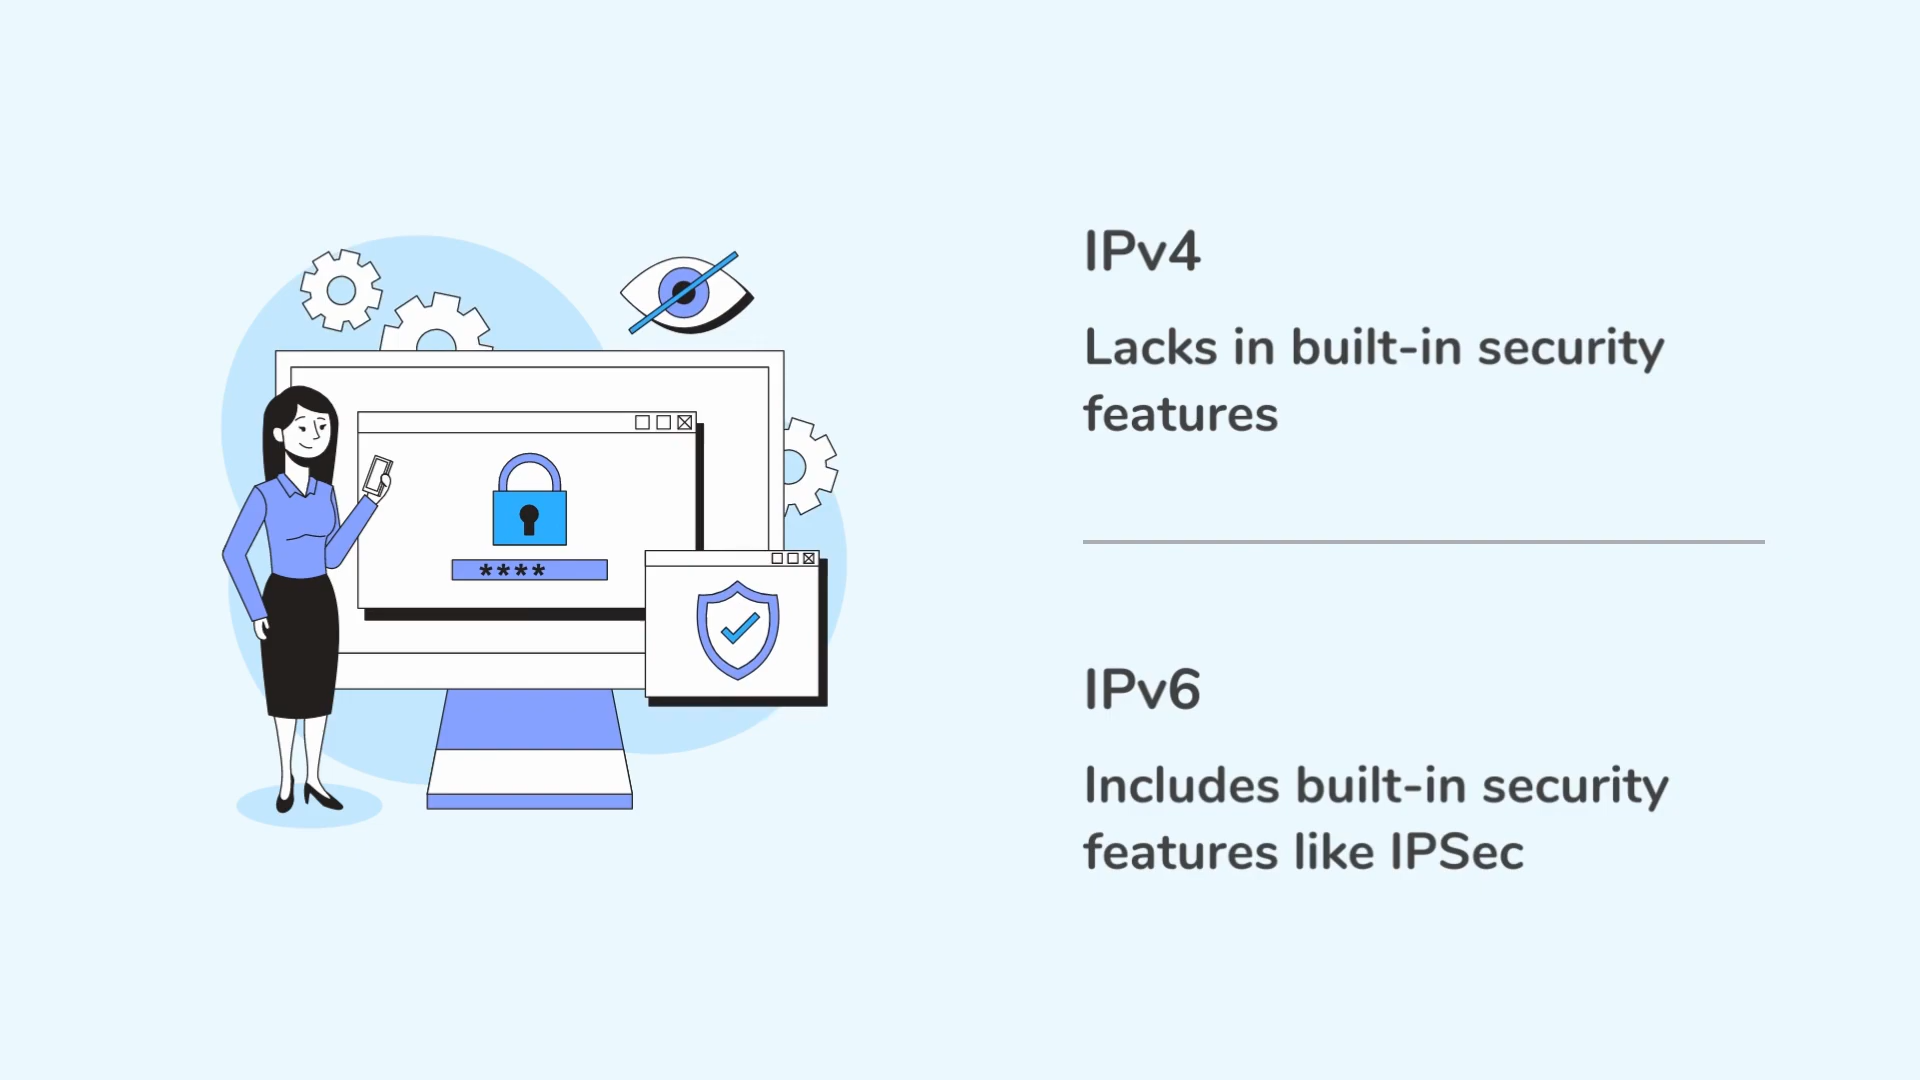 IPv4
Lacks in built-in security
features
****
IPv6
Includes built-in security
features like IPSec